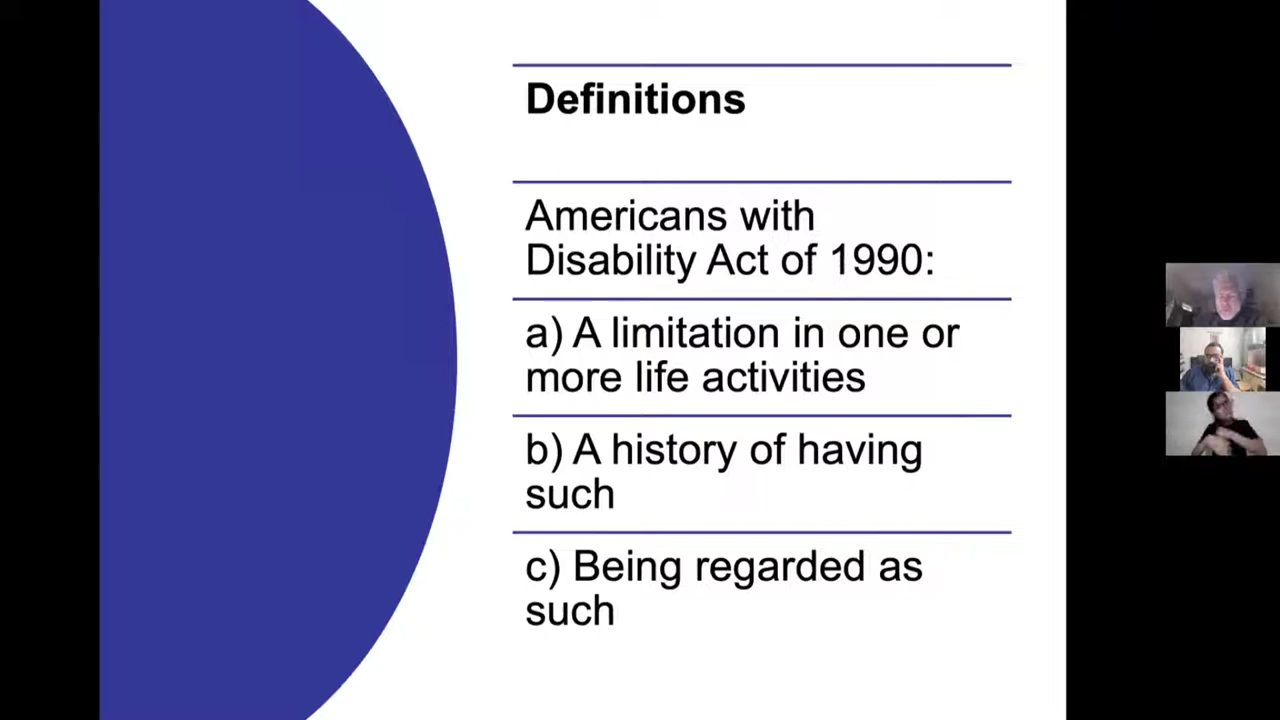 Definitions
Americans with
Disability Act of 1990:
a) A limitation in one or
more life activities
b) A history of having
such
c) Being regarded as
such